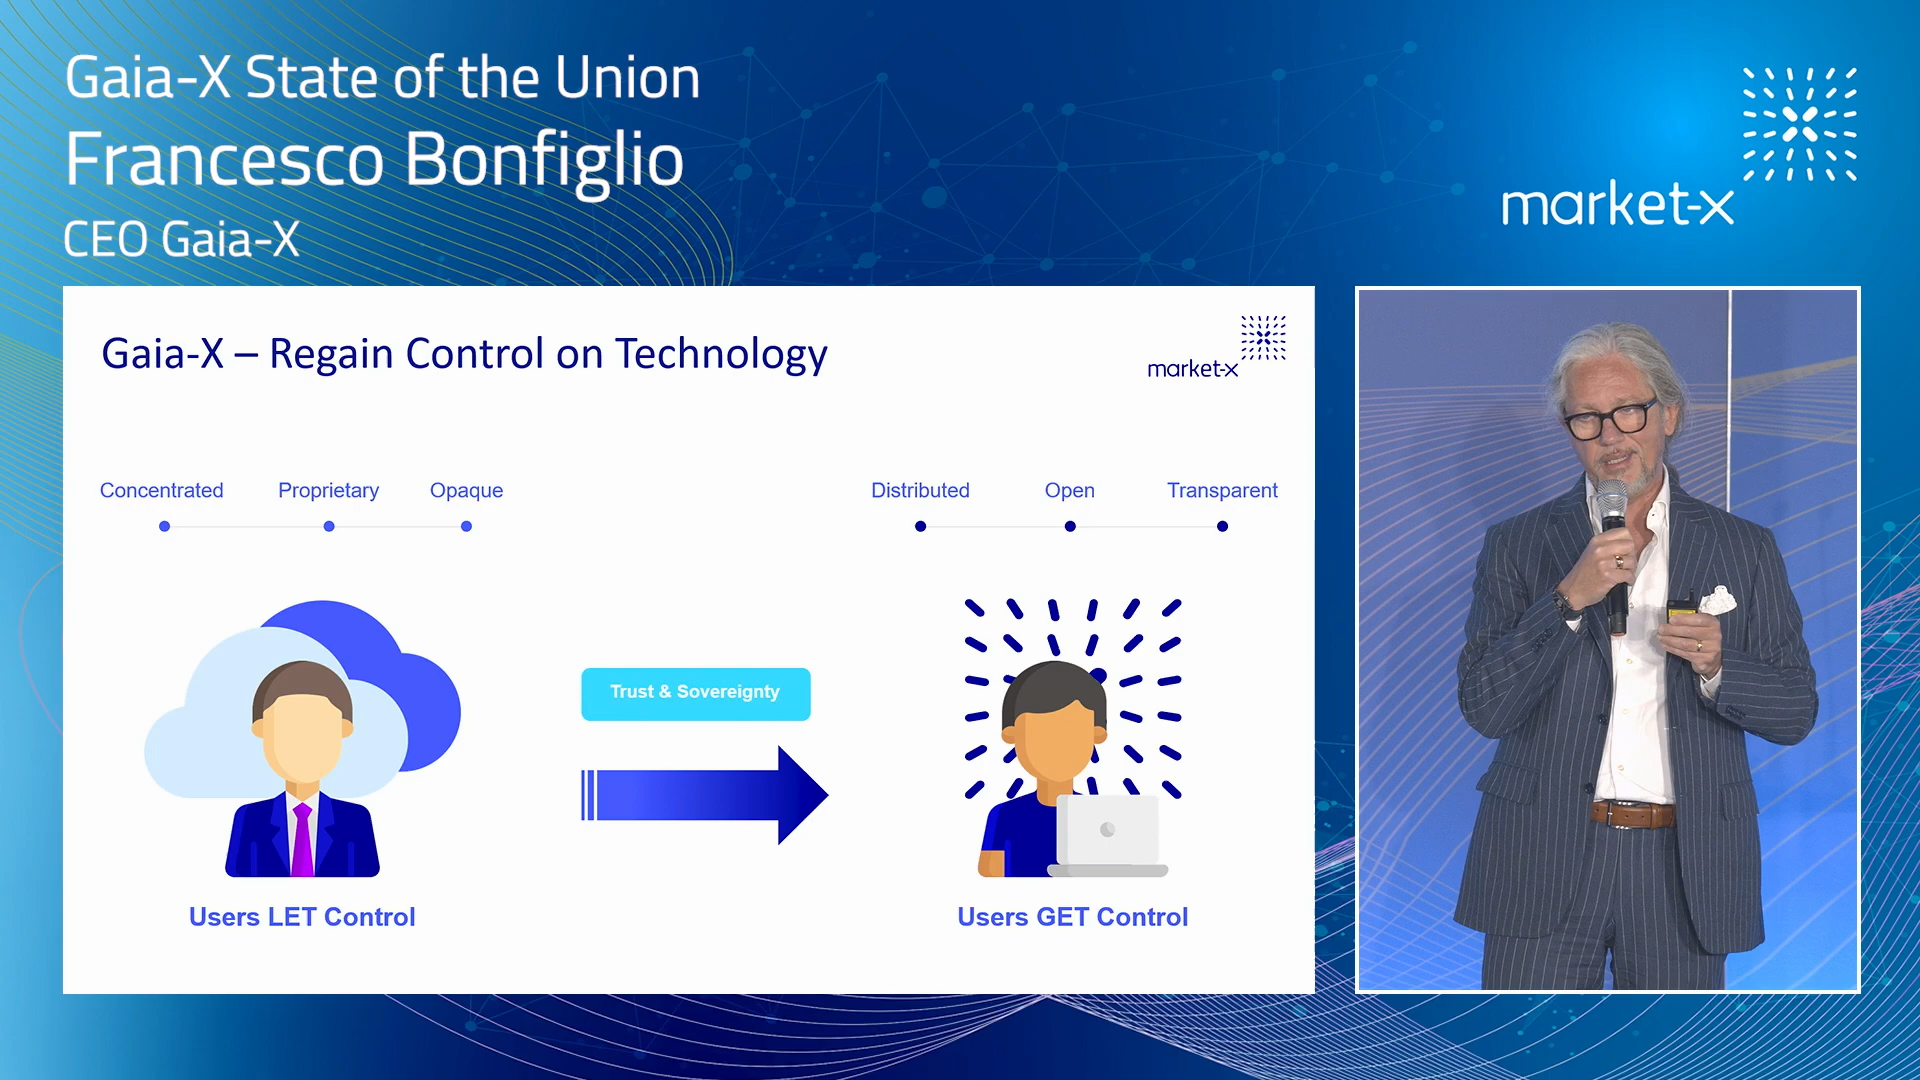 Gaia-X State of the Union
Francesco Bonfiglio
CEO Gaia-X
market-x
Gaia-X – Regain Control on Technology
market-x
Concentrated Proprietary Opaque
Distributed Open Transparent
Trust & Sovereignty
Users LET Control
Users GET Control